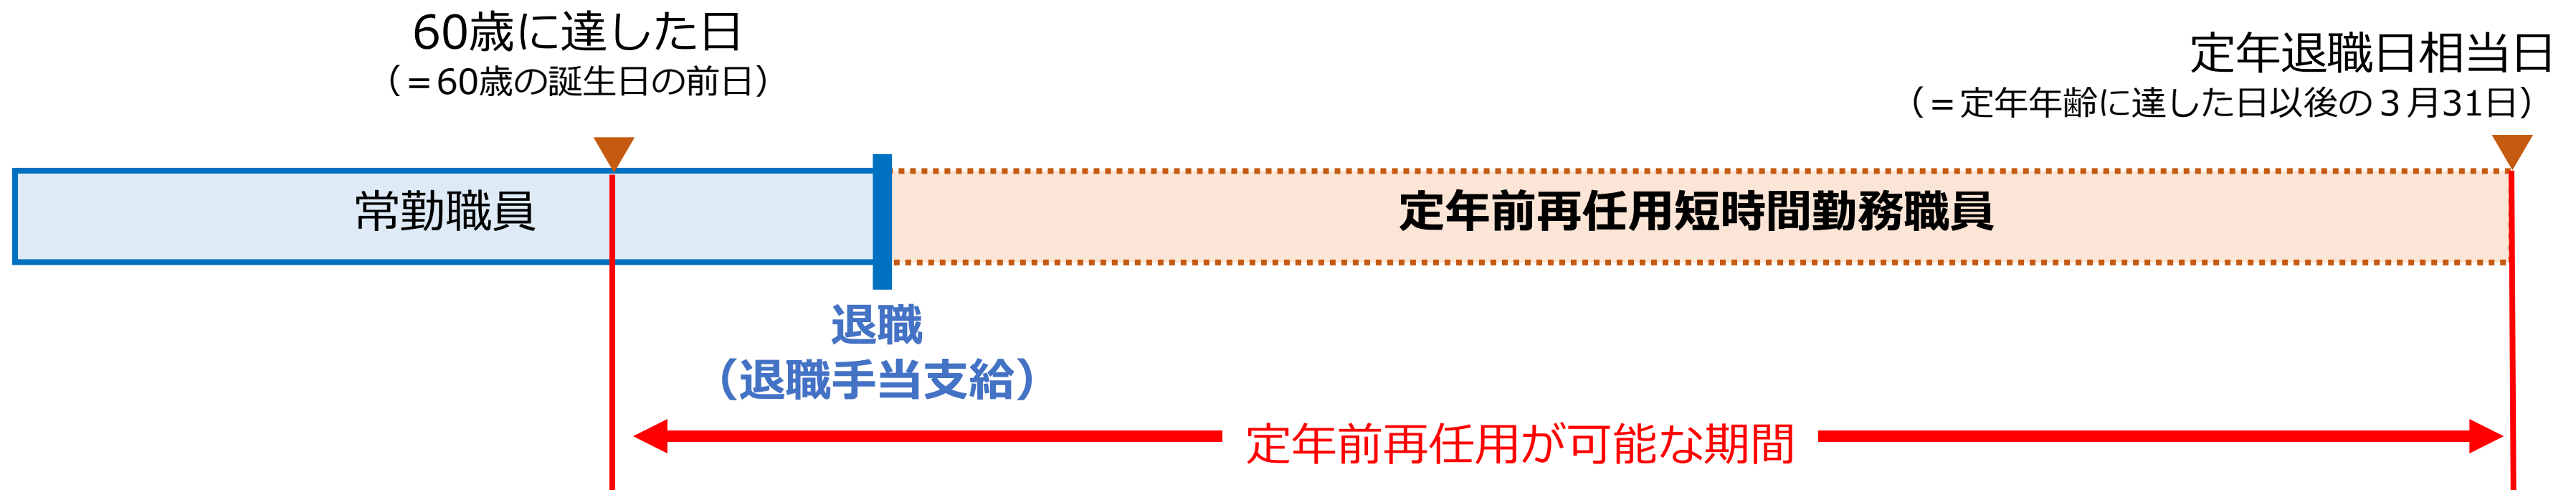 60歳に達した日
（＝60歳の誕生日の前日）
定年退職日相当日
（＝定年年齢に達した日以後の３月31日）
常勤職員
定年前再任用短時間勤務職員
退職
（退職手当支給）
定年前再任用が可能な期間